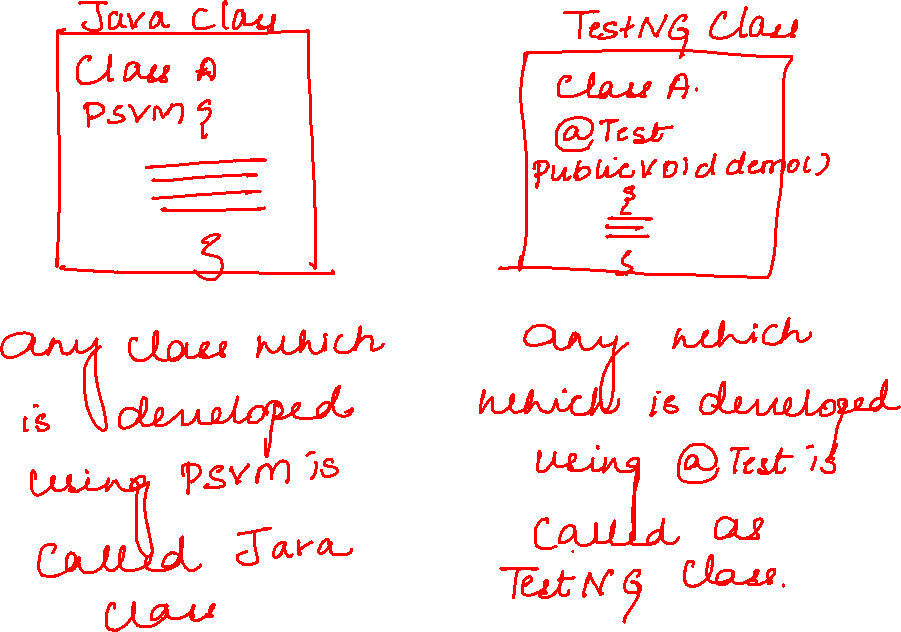 Java Class
Class A
PSVM {
}
any class which
is developed
using PSVM is
Called Java
Class
TestNG Class
Class A.
@Test
public void demo()
{
}
any which
which is developed
using @Test is
Called as
TestNG Class.